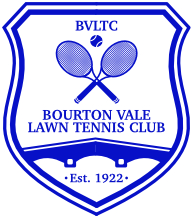 BVLTC
BOURTON VALE
LAWN TENNIS CLUB
·Est. 1922·